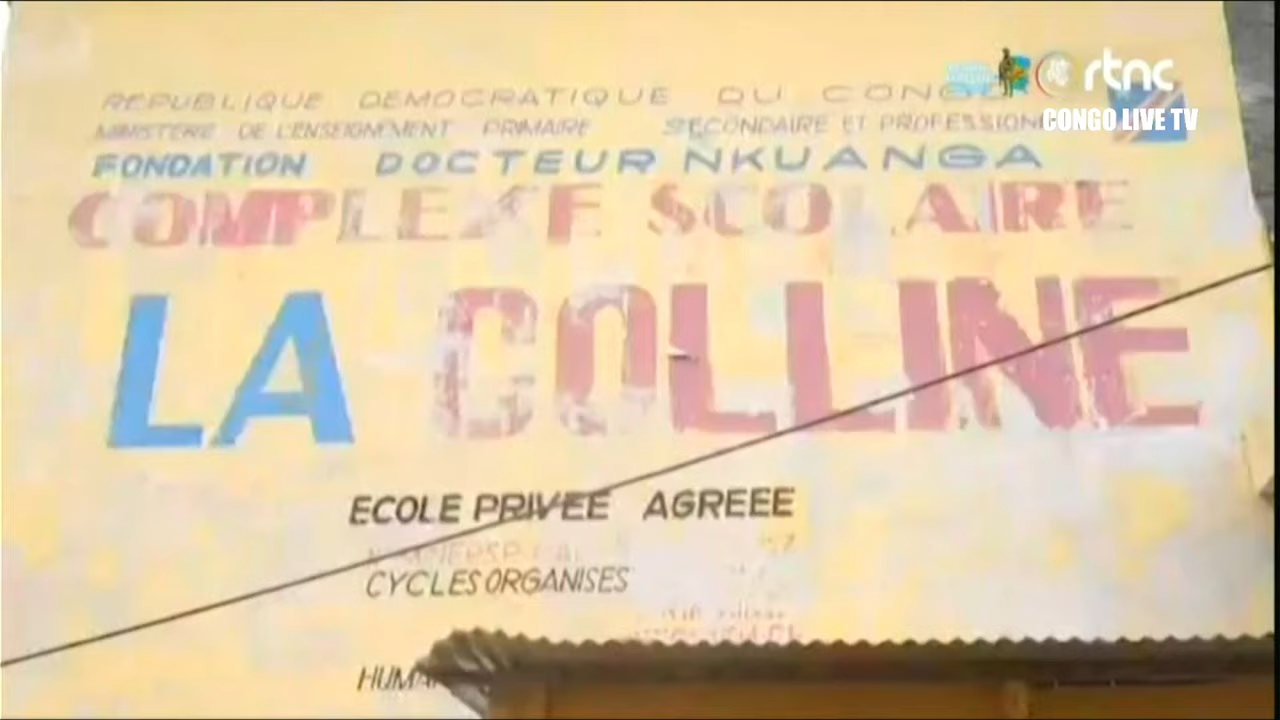 rtnc
CONGO LIVE TV
REPUBLIQUE DEMOCRATIQUE DU CONGO
MINISTERE DE L'ENSEIGNEMENT PRIMAIRE SECONDAIRE ET PROFESSION
FONDATION DOCTEUR NKUANGA
COMPLEXE SCOLAIRE
LA COLLINE
ECOLE PRIVEE AGREEE
CYCLES ORGANISES